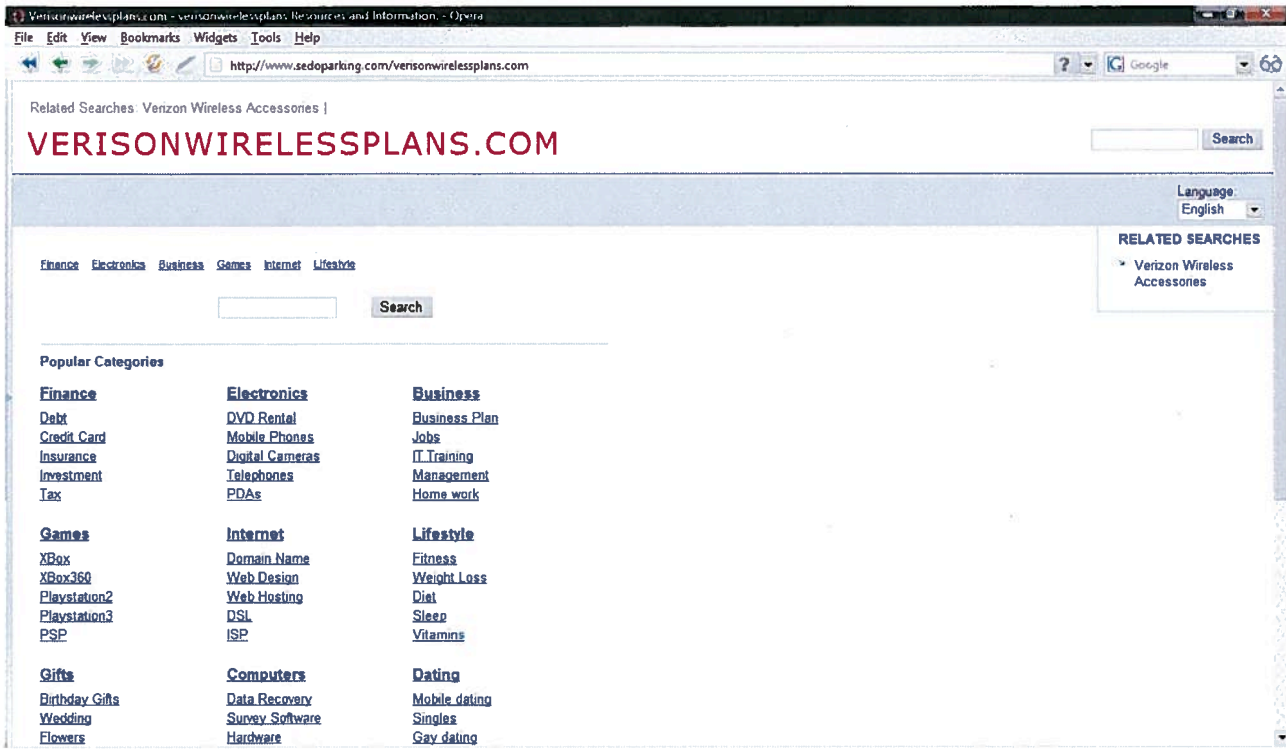 Verisonwirelessplans.com - verisonwirelessplans Resources and Information. - Opera
File Edit View Bookmarks Widgets Tools Help
http://www.sedoparking.com/verisonwirelessplans.com
? G Google
Related Searches: Verizon Wireless Accessories |
VERISONWIRELESSPLANS.COM
Search
Language:
English
RELATED SEARCHES
Verizon Wireless
Accessories
Finance Electronics Business Games Internet Lifestyle
Search
Popular Categories
Finance Electronics Business
Debt DVD Rental Business Plan
Credit Card Mobile Phones Jobs
Insurance Digital Cameras IT Training
Investment Telephones Management
Tax PDAs Home work
Games Internet Lifestyle
XBox Domain Name Fitness
XBox360 Web Design Weight Loss
Playstation2 Web Hosting Diet
Playstation3 DSL Sleep
PSP ISP Vitamins
Gifts Computers Dating
Birthday Gifts Data Recovery Mobile dating
Wedding Survey Software Singles
Flowers Hardware Gay dating